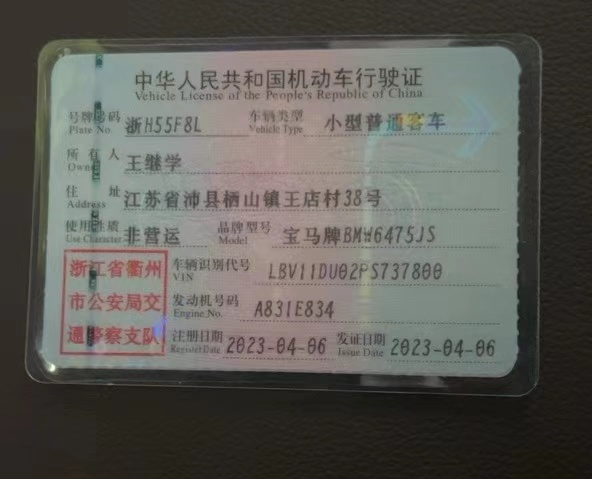 中华人民共和国机动车行驶证
Vehicle License of the People's Republic of China
号牌号码 浙H55F8L 车辆类型 小型普通客车
Plate No. Vehicle Type
所有人 王继学
Owner
住址 江苏省沛县栖山镇王店村38号
Address
使用性质 非营运 品牌型号 宝马牌BMW6475JS
Use Character Model
浙江省衢州
市公安局交
通警察支队
车辆识别代号 LBV11DU02PS737800
VIN
发动机号码 A831E834
Engine No.
注册日期 2023-04-06 发证日期 2023-04-06
Register Date Issue Date